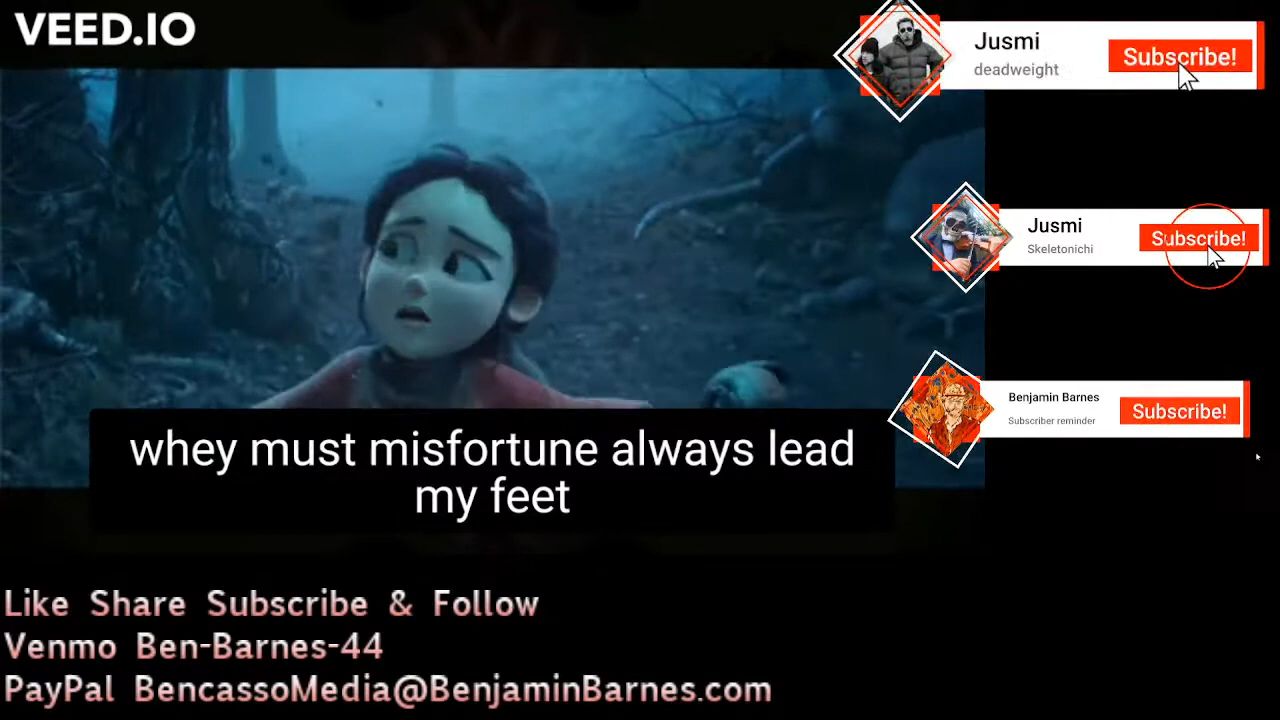 VEED.IO
Jusmi
deadweight
Subscribe!
Jusmi
Skeletonichi
Subscribe!
Benjamin Barnes
Subscriber reminder
Subscribe!
whey must misfortune always lead
my feet
Like Share Subscribe & Follow
Venmo Ben-Barnes-44
PayPal BencassoMedia@BenjaminBarnes.com